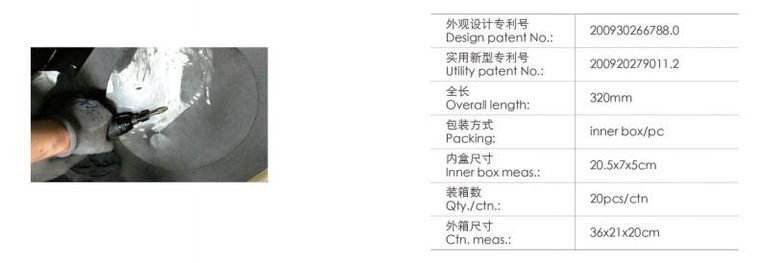 外观设计专利号
Design patent No.:
200930266788.0
实用新型专利号
Utility patent No.:
200920279011.2
全长
Overall length:
320mm
包装方式
Packing:
inner box/pc
内盒尺寸
Inner box meas.:
20.5x7x5cm
装箱数
Qty./ctn.:
20pcs/ctn
外箱尺寸
Ctn. meas.:
36x21x20cm